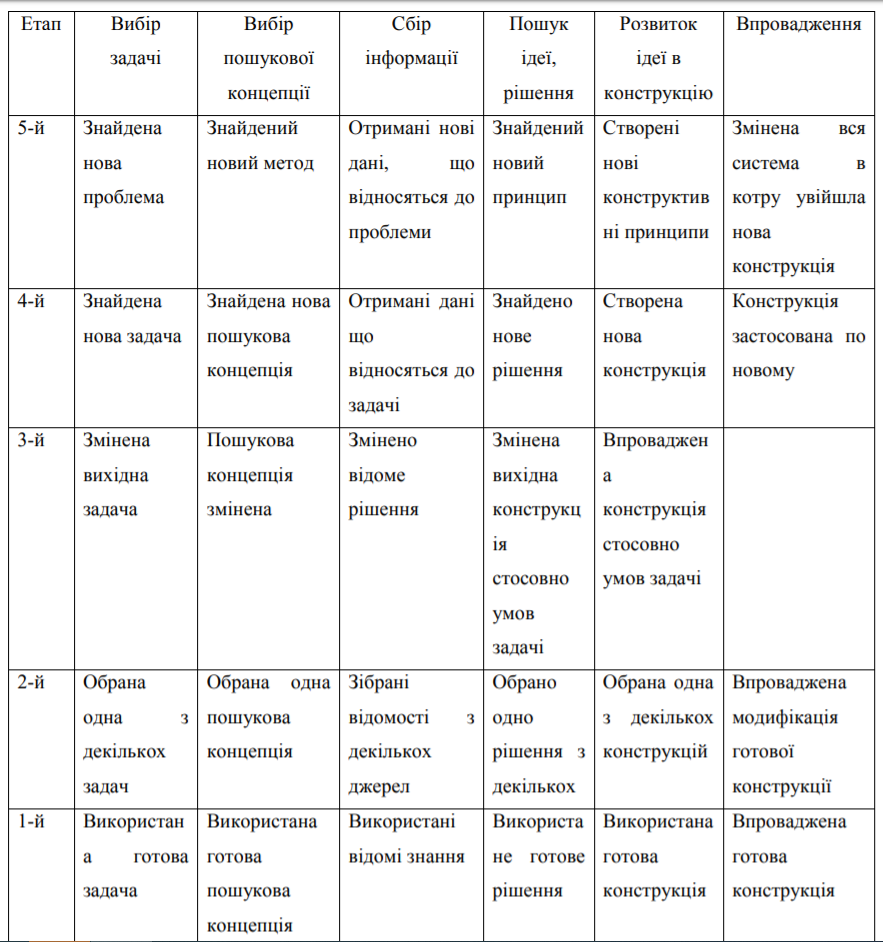 Етап
Вибір
задачі
Вибір
пошукової
концепції
Сбір
інформації
Пошук
ідеї,
рішення
Розвиток
ідеї в
конструкцію
Впровадження
5-й
Знайдена
нова
проблема
Знайдений
новий метод
Отримані нові
дані, що
відносяться до
проблеми
Знайдений
новий
принцип
Створені
нові
конструктив
ні принципи
Змінена вся
система в
котру увійшла
нова
конструкція
4-й
Знайдена
нова задача
Знайдена нова
пошукова
концепція
Отримані дані
що
відносяться до
задачі
Знайдено
нове
рішення
Створена
нова
конструкція
Конструкція
застосована по
новому
3-й
Змінена
вихідна
задача
Пошукова
концепція
змінена
Змінено
відоме
рішення
Змінена
вихідна
конструкц
ія
стосовно
умов
задачі
Впроваджен
а
конструкція
стосовно
умов задачі
2-й
Обрана
одна з
декількох
задач
Обрана одна
пошукова
концепція
Зібрані
відомості з
декількох
джерел
Обрано
одно
рішення з
декількох
Обрана одна
з декількох
конструкцій
Впроваджена
модифікація
готової
конструкції
1-й
Використан
а готова
задача
Використана
готова
пошукова
концепція
Використані
відомі знання
Використа
не готове
рішення
Використана
готова
конструкція
Впроваджена
готова
конструкція